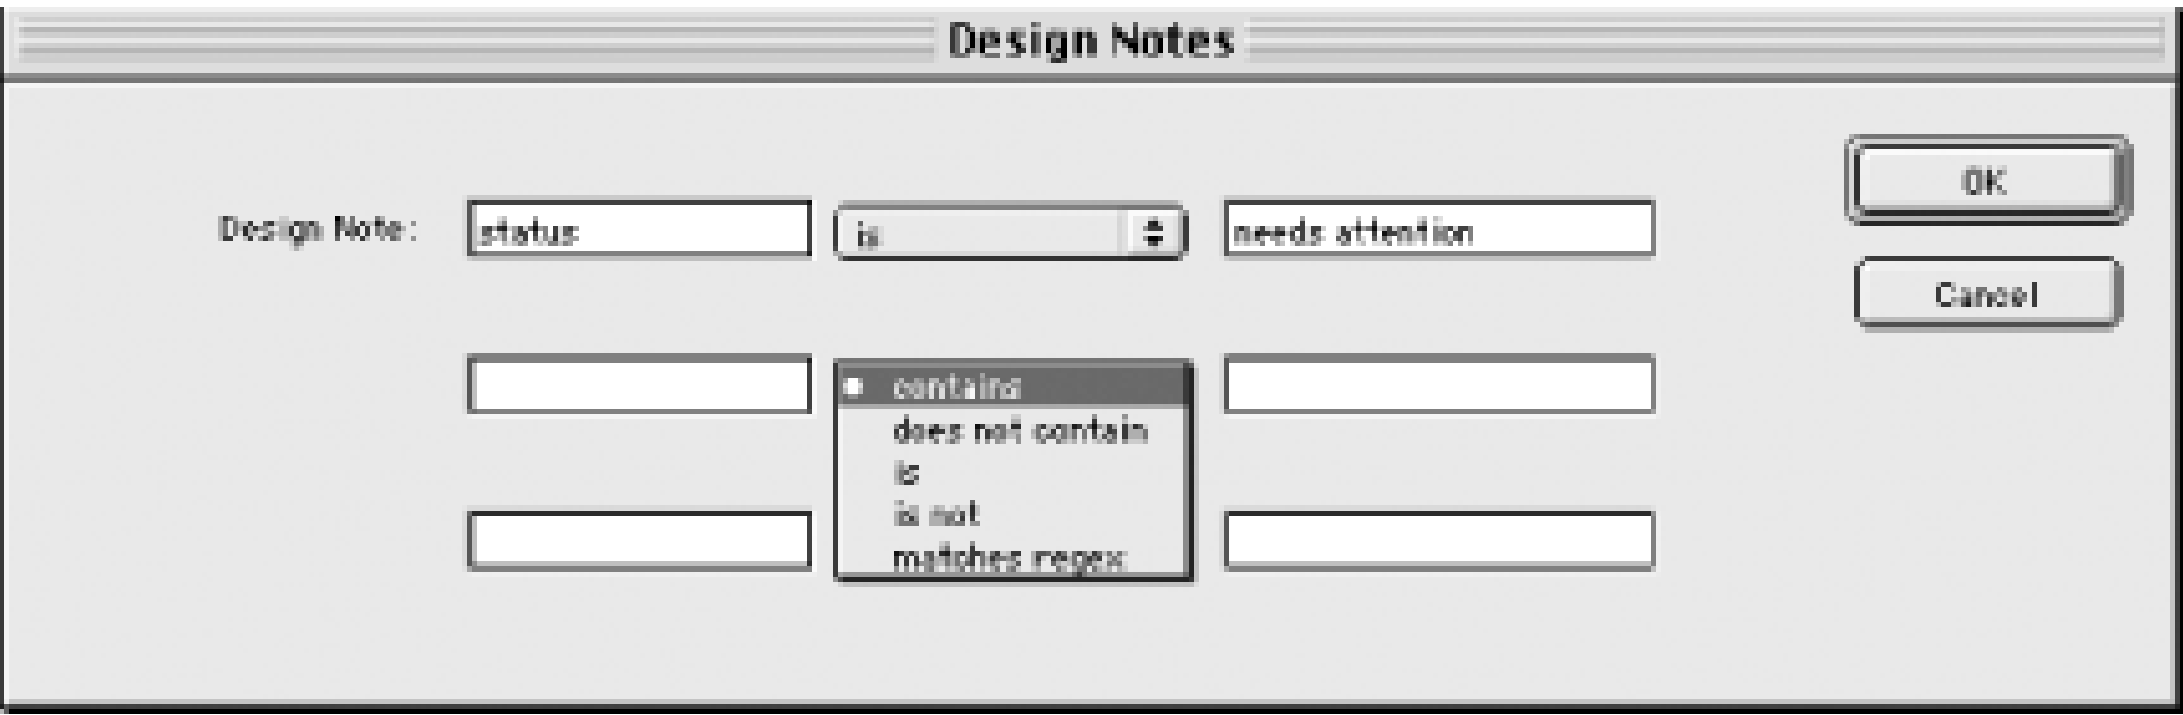 Design Notes
OK
Design Note: status is needs attention
Cancel
contains
does not contain
is
is not
matches regex